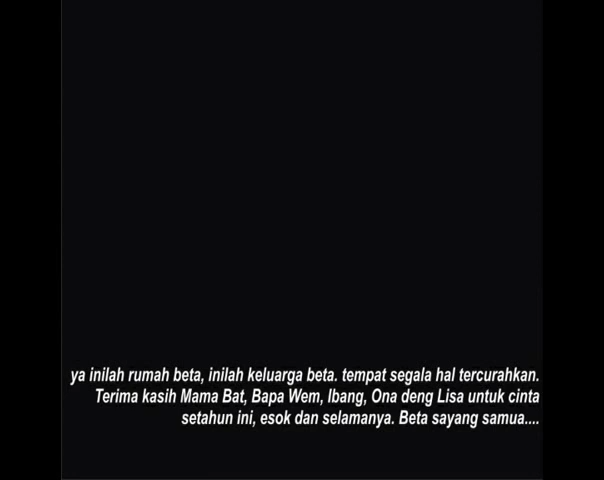 ya inilah rumah beta, inilah keluarga beta. tempat segala hal tercurahkan.
Terima kasih Mama Bat, Bapa Wem, Ibang, Ona deng Lisa untuk cinta
setahun ini, esok dan selamanya. Beta sayang samua....